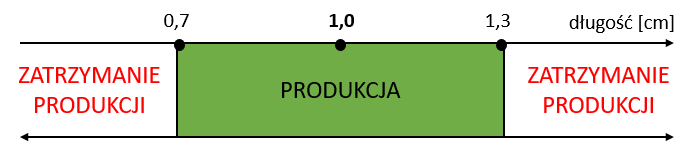 0,7 1,0 1,3 długość [cm]
ZATRZYMANIE
PRODUKCJI
PRODUKCJA
ZATRZYMANIE
PRODUKCJI